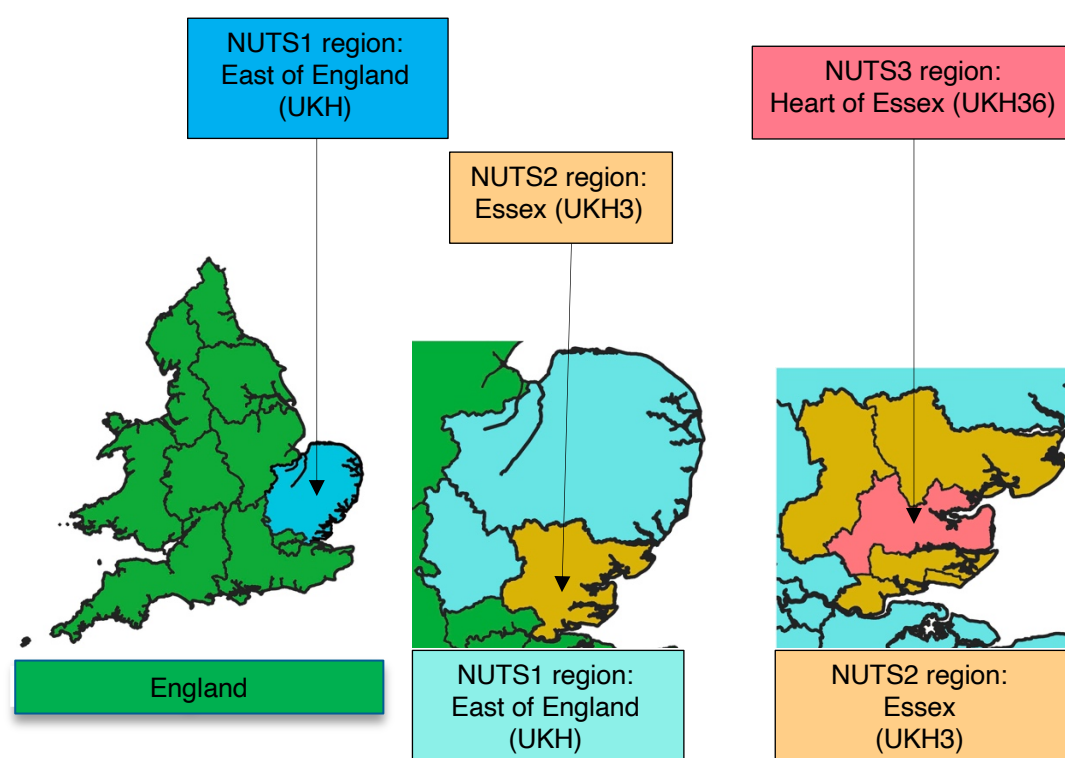 NUTS1 region:
East of England
(UKH)
NUTS3 region:
Heart of Essex (UKH36)
NUTS2 region:
Essex (UKH3)
England
NUTS1 region:
East of England
(UKH)
NUTS2 region:
Essex
(UKH3)